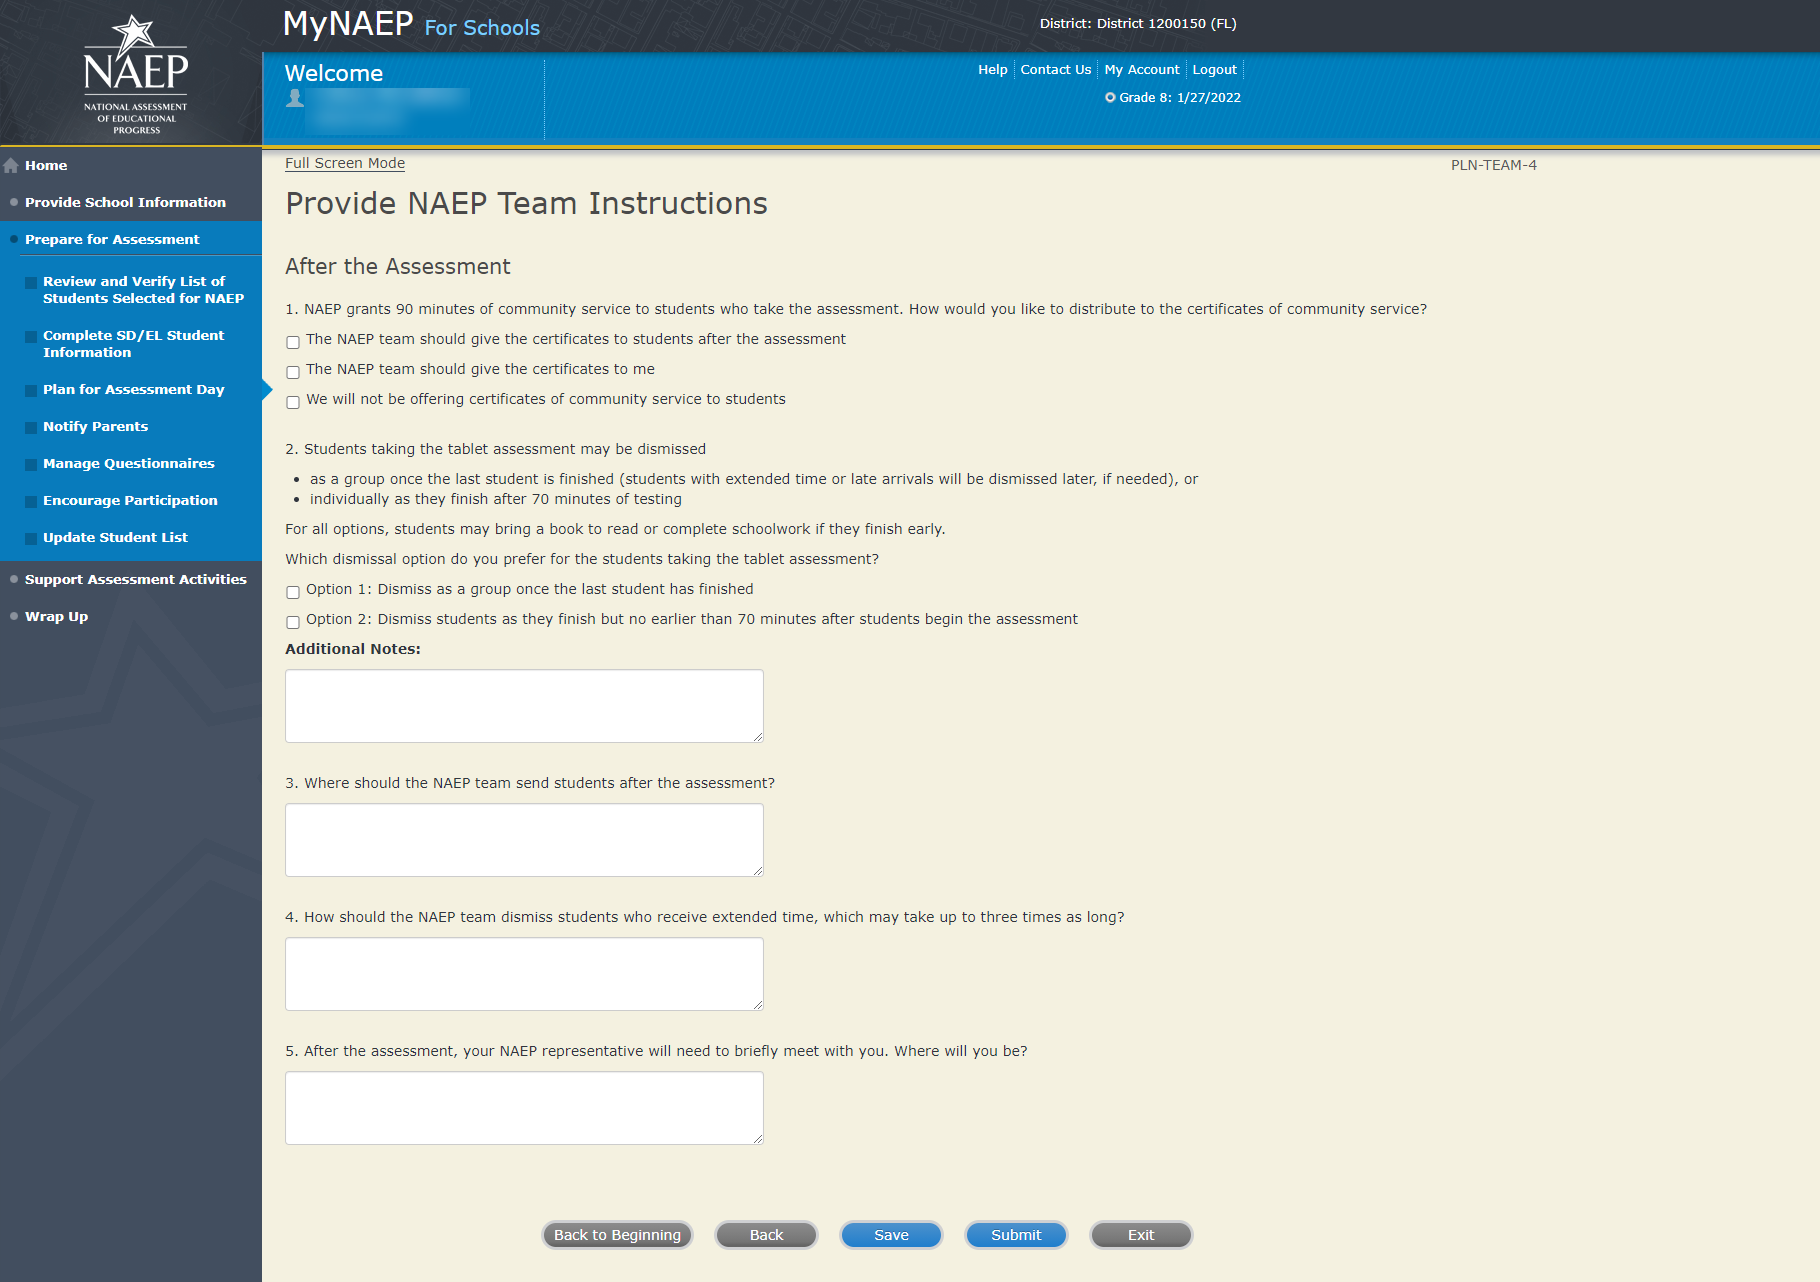 NAEP
NATIONAL ASSESSMENT
OF EDUCATIONAL
PROGRESS
MyNAEP For Schools
District: District 1200150 (FL)
Welcome
Help Contact Us My Account Logout
Grade 8: 1/27/2022
Home
Provide School Information
Prepare for Assessment
Review and Verify List of
Students Selected for NAEP
Complete SD/EL Student
Information
Plan for Assessment Day
Notify Parents
Manage Questionnaires
Encourage Participation
Update Student List
Support Assessment Activities
Wrap Up
Full Screen Mode
PLN-TEAM-4
Provide NAEP Team Instructions
After the Assessment
1. NAEP grants 90 minutes of community service to students who take the assessment. How would you like to distribute to the certificates of community service?
The NAEP team should give the certificates to students after the assessment
The NAEP team should give the certificates to me
We will not be offering certificates of community service to students
2. Students taking the tablet assessment may be dismissed
• as a group once the last student is finished (students with extended time or late arrivals will be dismissed later, if needed), or
• individually as they finish after 70 minutes of testing
For all options, students may bring a book to read or complete schoolwork if they finish early.
Which dismissal option do you prefer for the students taking the tablet assessment?
Option 1: Dismiss as a group once the last student has finished
Option 2: Dismiss students as they finish but no earlier than 70 minutes after students begin the assessment
Additional Notes:
3. Where should the NAEP team send students after the assessment?
4. How should the NAEP team dismiss students who receive extended time, which may take up to three times as long?
5. After the assessment, your NAEP representative will need to briefly meet with you. Where will you be?
Back to Beginning Back Save Submit Exit